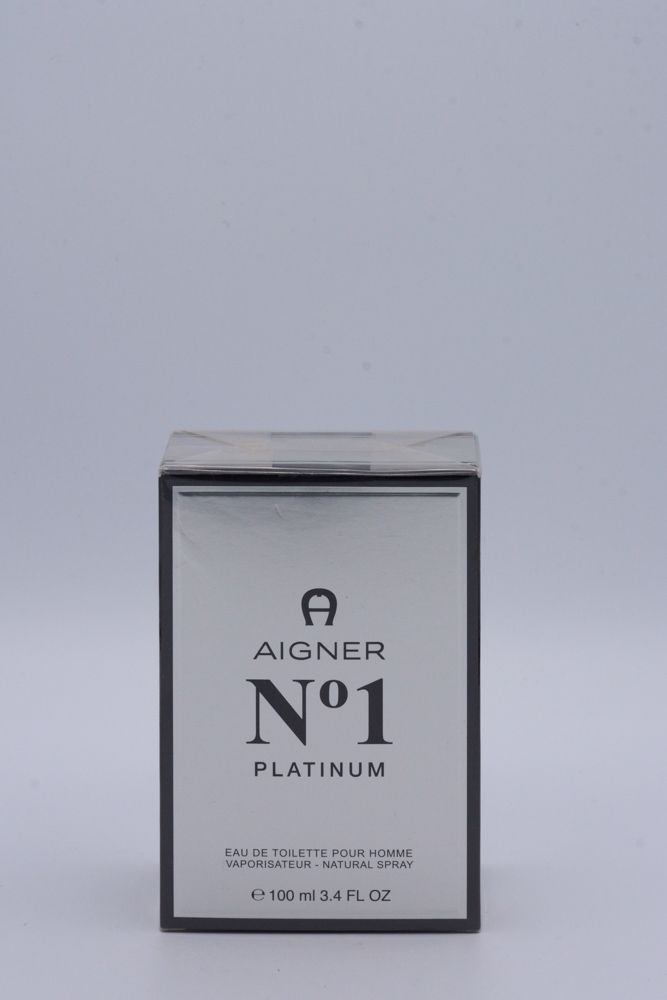 AIGNER
Nº1
PLATINUM
EAU DE TOILETTE POUR HOMME
VAPORISATEUR - NATURAL SPRAY
℮ 100 ml 3.4 FL OZ